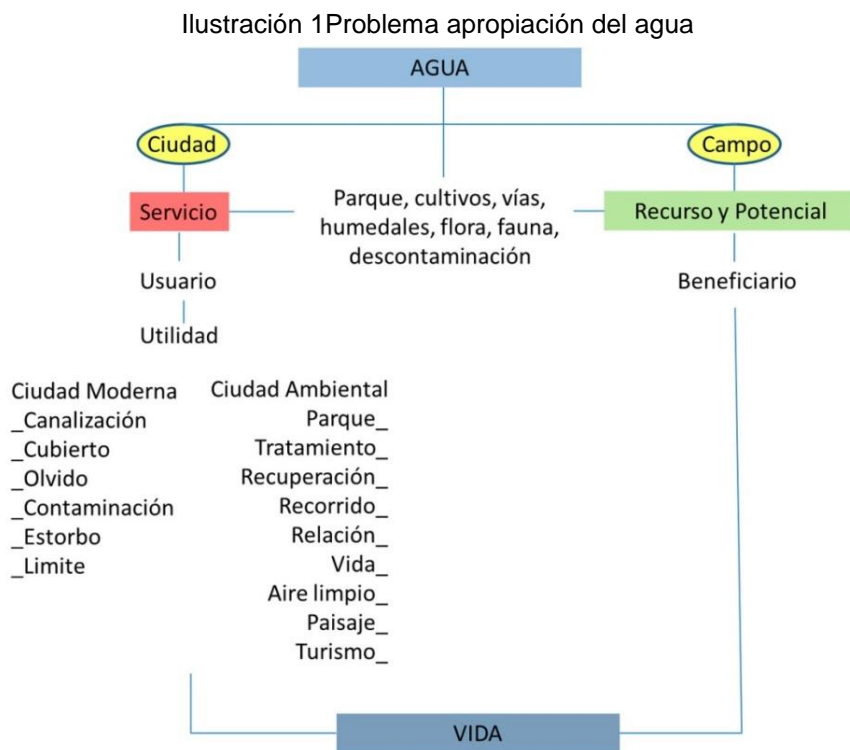 Ilustración 1Problema apropiación del agua
AGUA
Ciudad
Campo
Servicio
Parque, cultivos, vías,
humedales, flora, fauna,
descontaminación
Recurso y Potencial
Usuario
Beneficiario
Utilidad
Ciudad Moderna
_Canalización
_Cubierto
_Olvido
_Contaminación
_Estorbo
_Limite
Ciudad Ambiental
Parque_
Tratamiento_
Recuperación_
Recorrido_
Relación_
Vida_
Aire limpio_
Paisaje_
Turismo_
VIDA